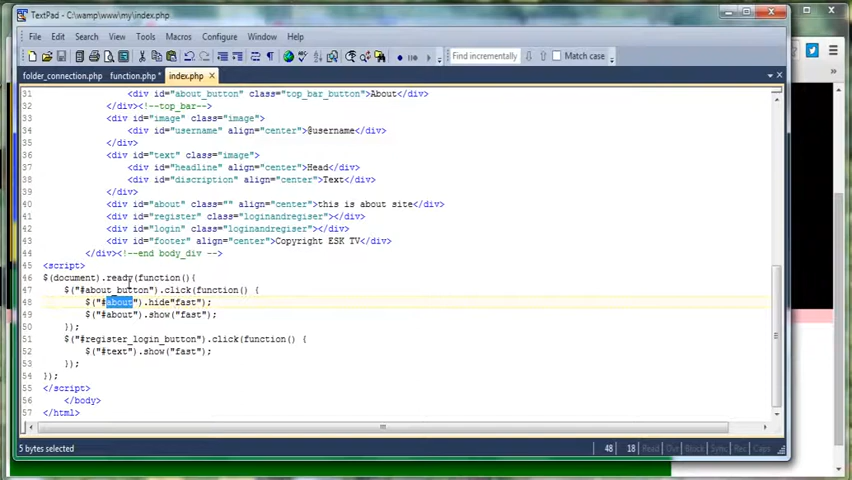 TextPad - C:\wamp\www\my\index.php
File Edit Search View Tools Macros Configure Window Help
Find incrementally Match case
folder_connection.php function.php * index.php
31 <div id="about_button" class="top_bar_button">About</div>
32 </div><!--top_bar-->
33 <div id="image" class="image">
34 <div id="username" align="center">@username</div>
35 </div>
36 <div id="text" class="image">
37 <div id="headline" align="center">Head</div>
38 <div id="discription" align="center">Text</div>
39 </div>
40 <div id="about" class="" align="center">this is about site</div>
41 <div id="register" class="loginandregiser"></div>
42 <div id="login" class="loginandregiser"></div>
43 <div id="footer" align="center">Copyright ESK TV</div>
44 </div><!--end body_div -->
45 <script>
46 $(document).ready(function(){
47 $("#about_button").click(function() {
48 $("#about").hide"fast");
49 $("#about").show("fast");
50 });
51 $("#register_login_button").click(function() {
52 $("#text").show("fast");
53 });
54 });
55 </script>
56 </body>
57 </html>
5 bytes selected 48 18 Read Ovr Block Sync Rec Caps